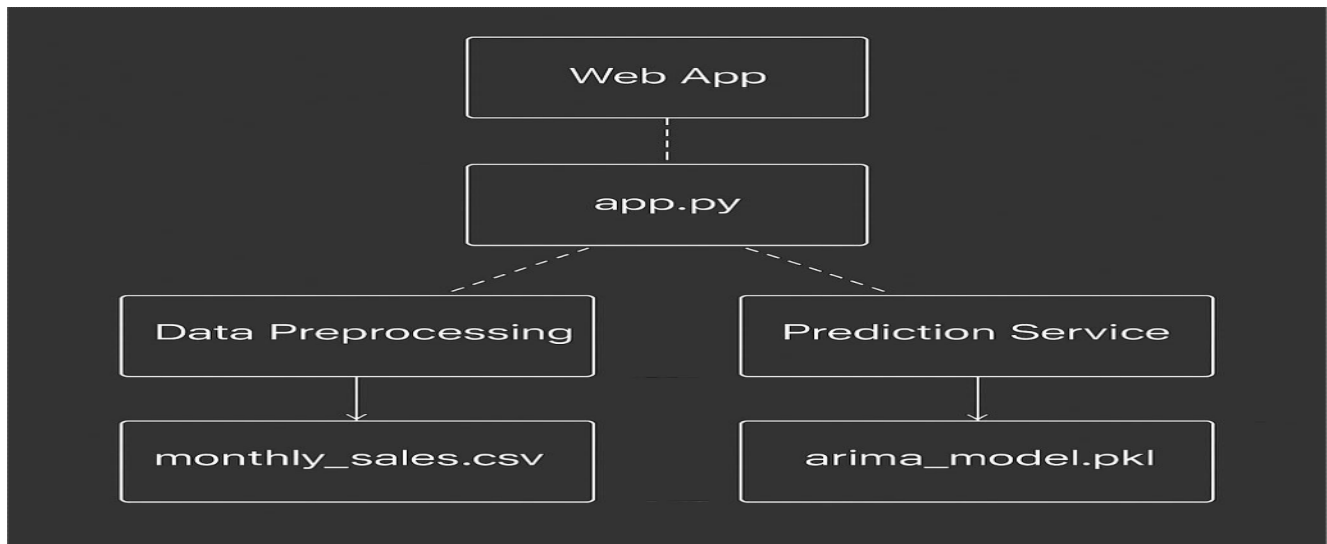 Web App
app.py
Data Preprocessing
Prediction Service
monthly_sales.csv
arima_model.pkl